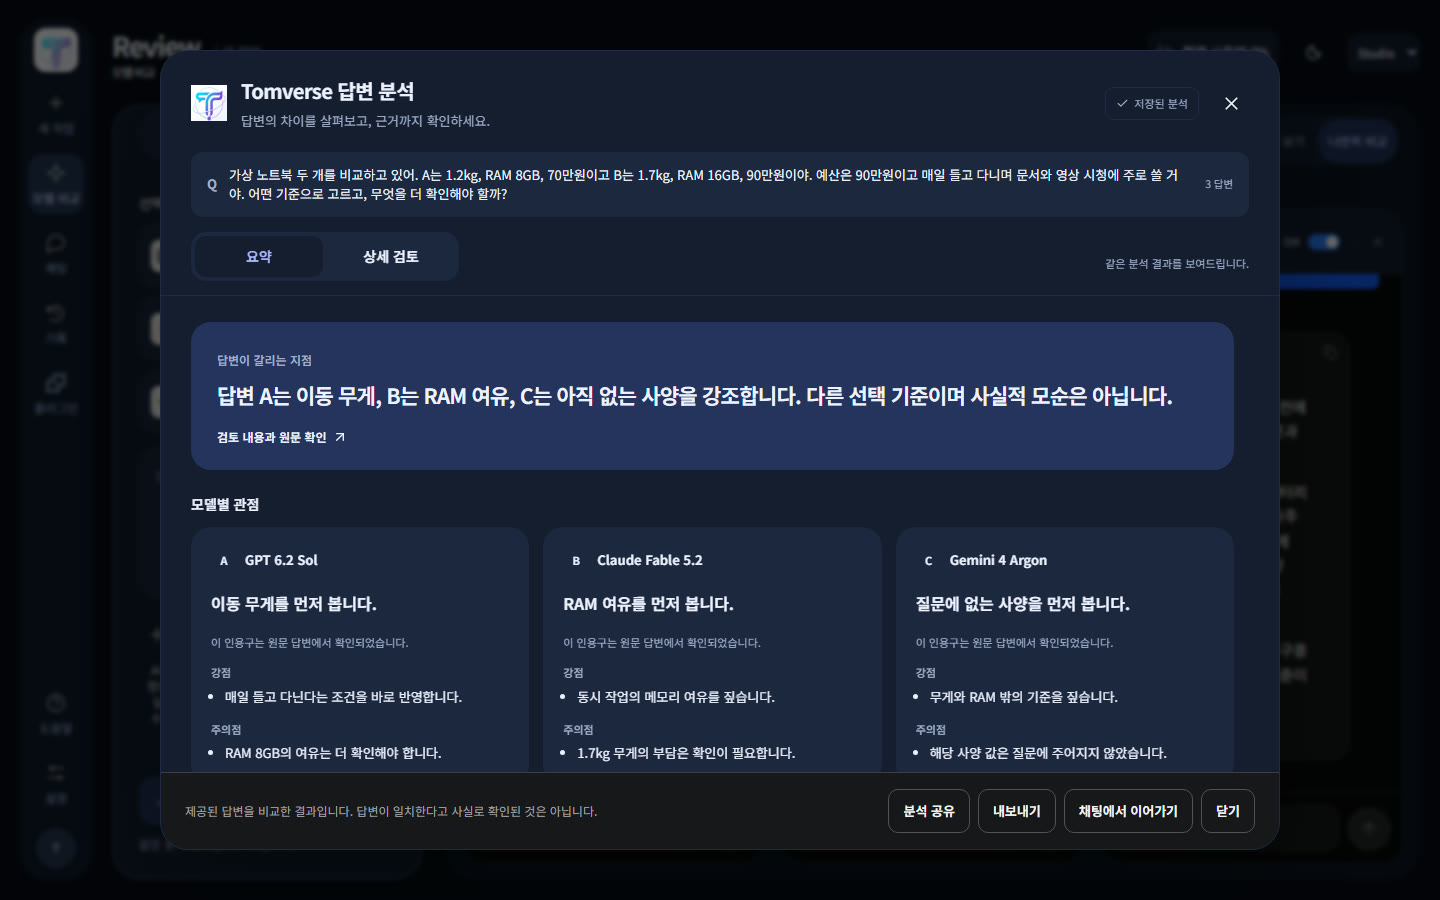 Review
Studio
Tomverse 답변 분석
답변의 차이를 살펴보고, 근거까지 확인하세요.
저장된 분석
Q
가상 노트북 두 개를 비교하고 있어. A는 1.2kg, RAM 8GB, 70만원이고 B는 1.7kg, RAM 16GB, 90만원이야. 예산은 90만원이고 매일 들고 다니며 문서와 영상 시청에 주로 쓸 거
야. 어떤 기준으로 고르고, 무엇을 더 확인해야 할까?
3 답변
요약
상세 검토
같은 분석 결과를 보여드립니다.
답변이 갈리는 지점
답변 A는 이동 무게, B는 RAM 여유, C는 아직 없는 사양을 강조합니다. 다른 선택 기준이며 사실적 모순은 아닙니다.
검토 내용과 원문 확인
모델별 관점
A GPT 6.2 Sol
이동 무게를 먼저 봅니다.
이 인용구는 원문 답변에서 확인되었습니다.
강점
매일 들고 다닌다는 조건을 바로 반영합니다.
주의점
RAM 8GB의 여유는 더 확인해야 합니다.
B Claude Fable 5.2
RAM 여유를 먼저 봅니다.
이 인용구는 원문 답변에서 확인되었습니다.
강점
동시 작업의 메모리 여유를 짚습니다.
주의점
1.7kg 무게의 부담은 확인이 필요합니다.
C Gemini 4 Argon
질문에 없는 사양을 먼저 봅니다.
이 인용구는 원문 답변에서 확인되었습니다.
강점
무게와 RAM 밖의 기준을 짚습니다.
주의점
해당 사양 값은 질문에 주어지지 않았습니다.
제공된 답변을 비교한 결과입니다. 답변이 일치한다고 사실로 확인된 것은 아닙니다.
분석 공유
내보내기
채팅에서 이어가기
닫기